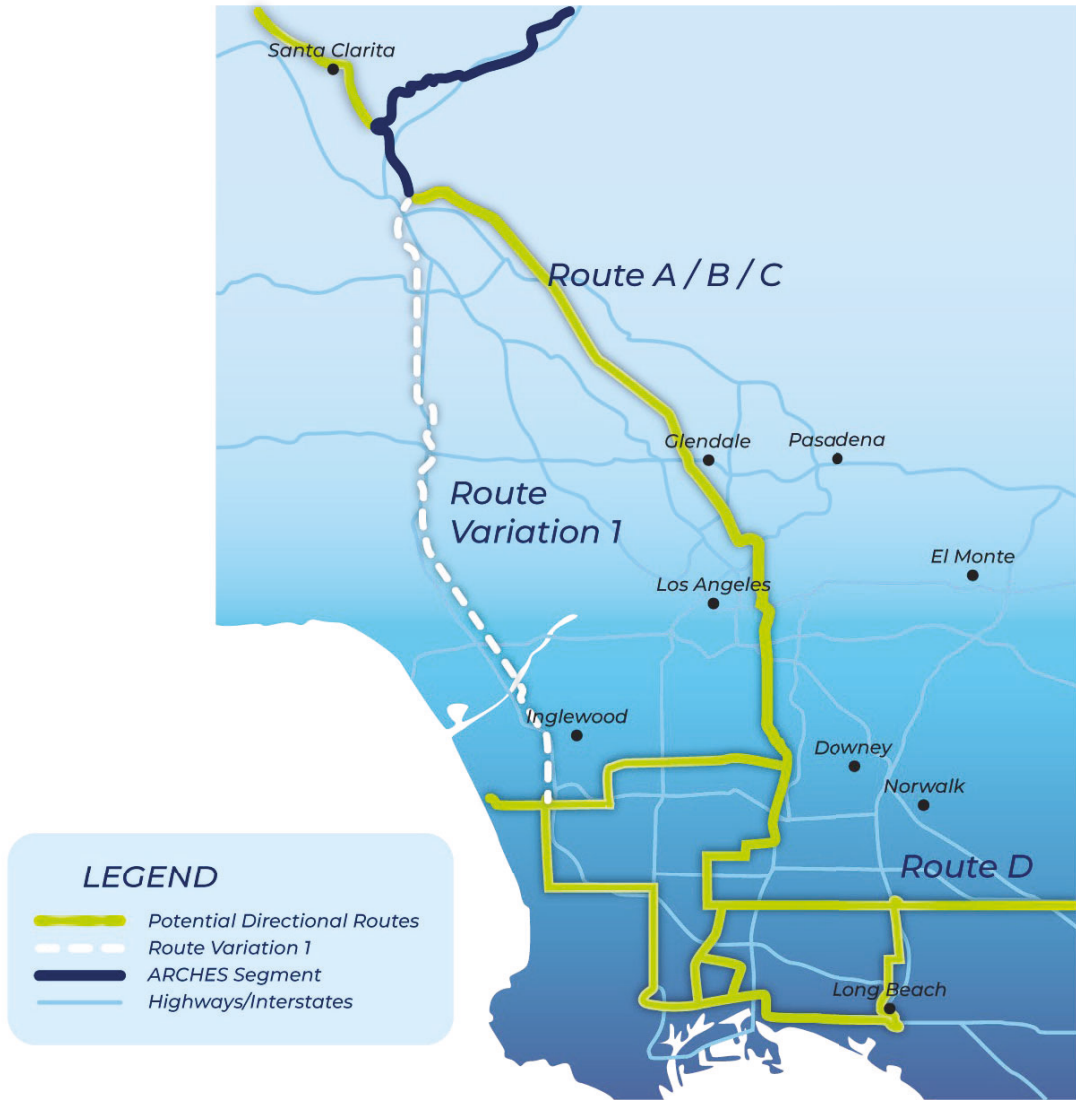 Santa Clarita
Route A / B / C
Glendale
Pasadena
Route
Variation 1
El Monte
Los Angeles
Inglewood
Downey
Norwalk
Route D
Long Beach
LEGEND
Potential Directional Routes
Route Variation 1
ARCHES Segment
Highways/Interstates